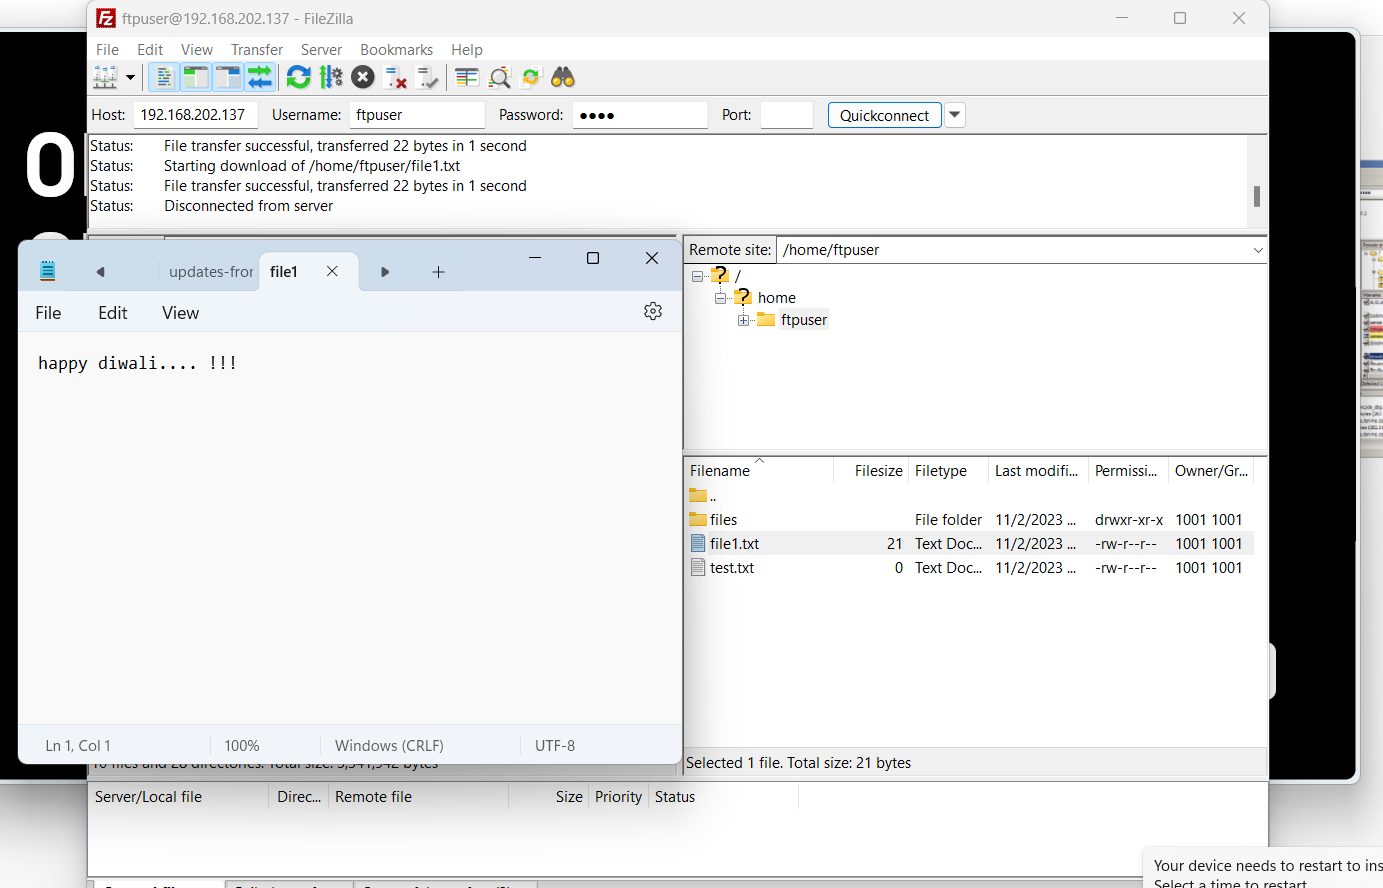 ftpuser@192.168.202.137 - FileZilla
File Edit View Transfer Server Bookmarks Help
Host: 192.168.202.137 Username: ftpuser Password: ●●●● Port: Quickconnect
Status: File transfer successful, transferred 22 bytes in 1 second
Status: Starting download of /home/ftpuser/file1.txt
Status: File transfer successful, transferred 22 bytes in 1 second
Status: Disconnected from server
updates-fror file1
File Edit View
happy diwali.... !!!
Ln 1, Col 1 100% Windows (CRLF) UTF-8
Remote site: /home/ftpuser
/
home
ftpuser
Filename Filesize Filetype Last modifi... Permissi... Owner/Gr...
..
files File folder 11/2/2023 ... drwxr-xr-x 1001 1001
file1.txt 21 Text Doc... 11/2/2023 ... -rw-r--r-- 1001 1001
test.txt 0 Text Doc... 11/2/2023 ... -rw-r--r-- 1001 1001
Selected 1 file. Total size: 21 bytes
Server/Local file Direc... Remote file Size Priority Status
Your device needs to restart to ins
Select a time to restart